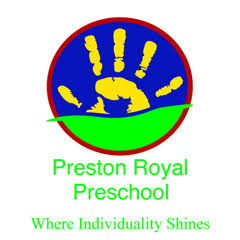 Preston Royal
Preschool
Where Individuality Shines